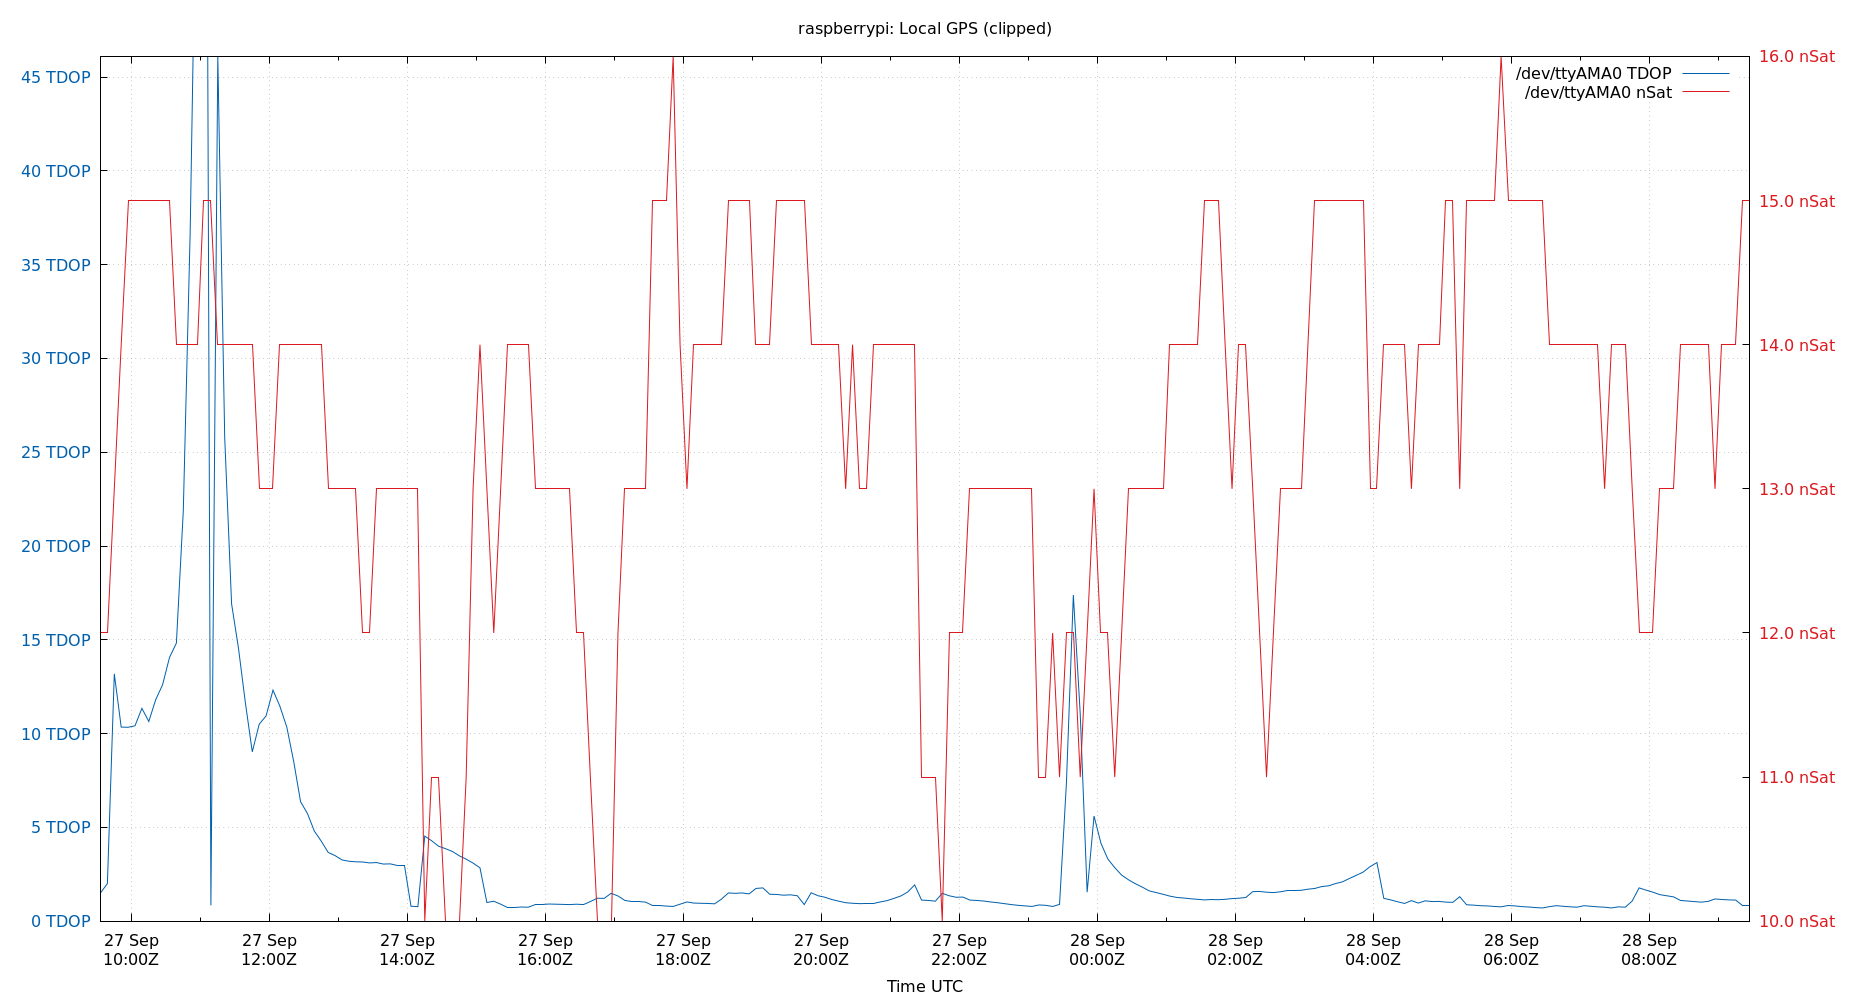 raspberrypi: Local GPS (clipped)
/dev/ttyAMA0 TDOP
/dev/ttyAMA0 nSat
45 TDOP
40 TDOP
35 TDOP
30 TDOP
25 TDOP
20 TDOP
15 TDOP
10 TDOP
5 TDOP
0 TDOP
16.0 nSat
15.0 nSat
14.0 nSat
13.0 nSat
12.0 nSat
11.0 nSat
10.0 nSat
27 Sep
10:00Z
27 Sep
12:00Z
27 Sep
14:00Z
27 Sep
16:00Z
27 Sep
18:00Z
27 Sep
20:00Z
27 Sep
22:00Z
28 Sep
00:00Z
28 Sep
02:00Z
28 Sep
04:00Z
28 Sep
06:00Z
28 Sep
08:00Z
Time UTC